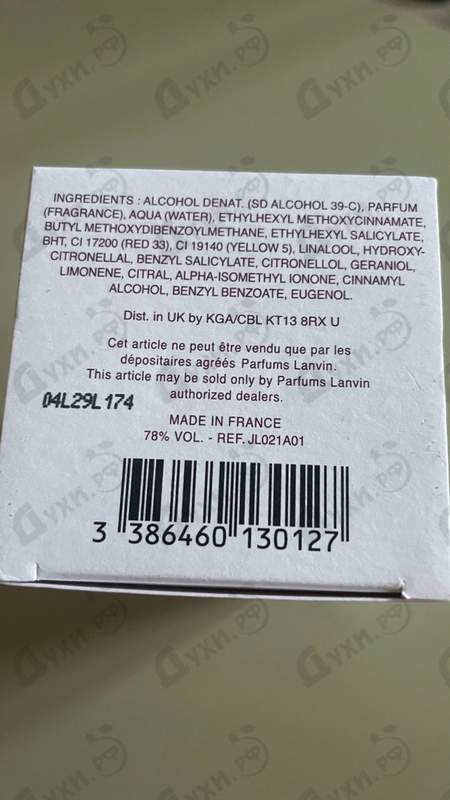 INGREDIENTS : ALCOHOL DENAT. (SD ALCOHOL 39-C), PARFUM
(FRAGRANCE), AQUA (WATER), ETHYLHEXYL METHOXYCINNAMATE,
BUTYL METHOXYDIBENZOYLMETHANE, ETHYLHEXYL SALICYLATE,
BHT, CI 17200 (RED 33), CI 19140 (YELLOW 5), LINALOOL, HYDROXY-
CITRONELLAL, BENZYL SALICYLATE, CITRONELLOL, GERANIOL,
LIMONENE, CITRAL, ALPHA-ISOMETHYL IONONE, CINNAMYL
ALCOHOL, BENZYL BENZOATE, EUGENOL.
Dist. in UK by KGA/CBL KT13 8RX U
Cet article ne peut être vendu que par les
dépositaires agréés Parfums Lanvin.
This article may be sold only by Parfums Lanvin
authorized dealers.
04L29L174
MADE IN FRANCE
78% VOL. - REF. JL021A01
3 386460 130127
Духи.РФ